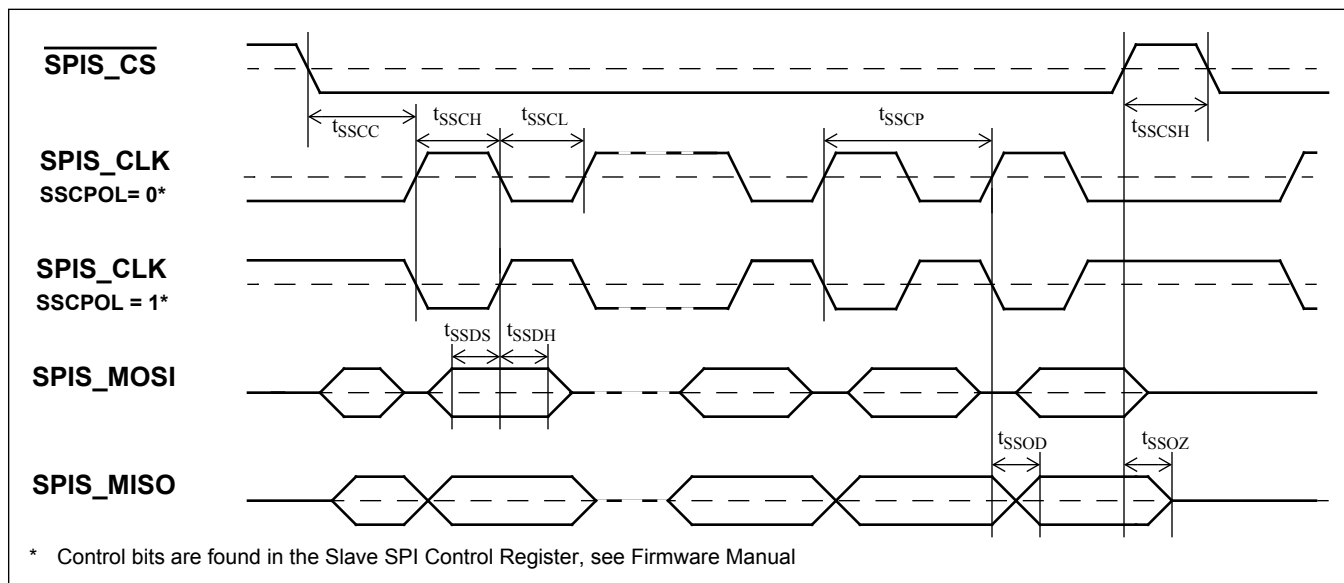 SPIS_CS
tSSCC
tSSCH
tSSCL
tSSCP
tSSCSH
SPIS_CLK
SSCPOL= 0*
SPIS_CLK
SSCPOL = 1*
tSSDS
tSSDH
SPIS_MOSI
tSSOD
tSSOZ
SPIS_MISO
* Control bits are found in the Slave SPI Control Register, see Firmware Manual